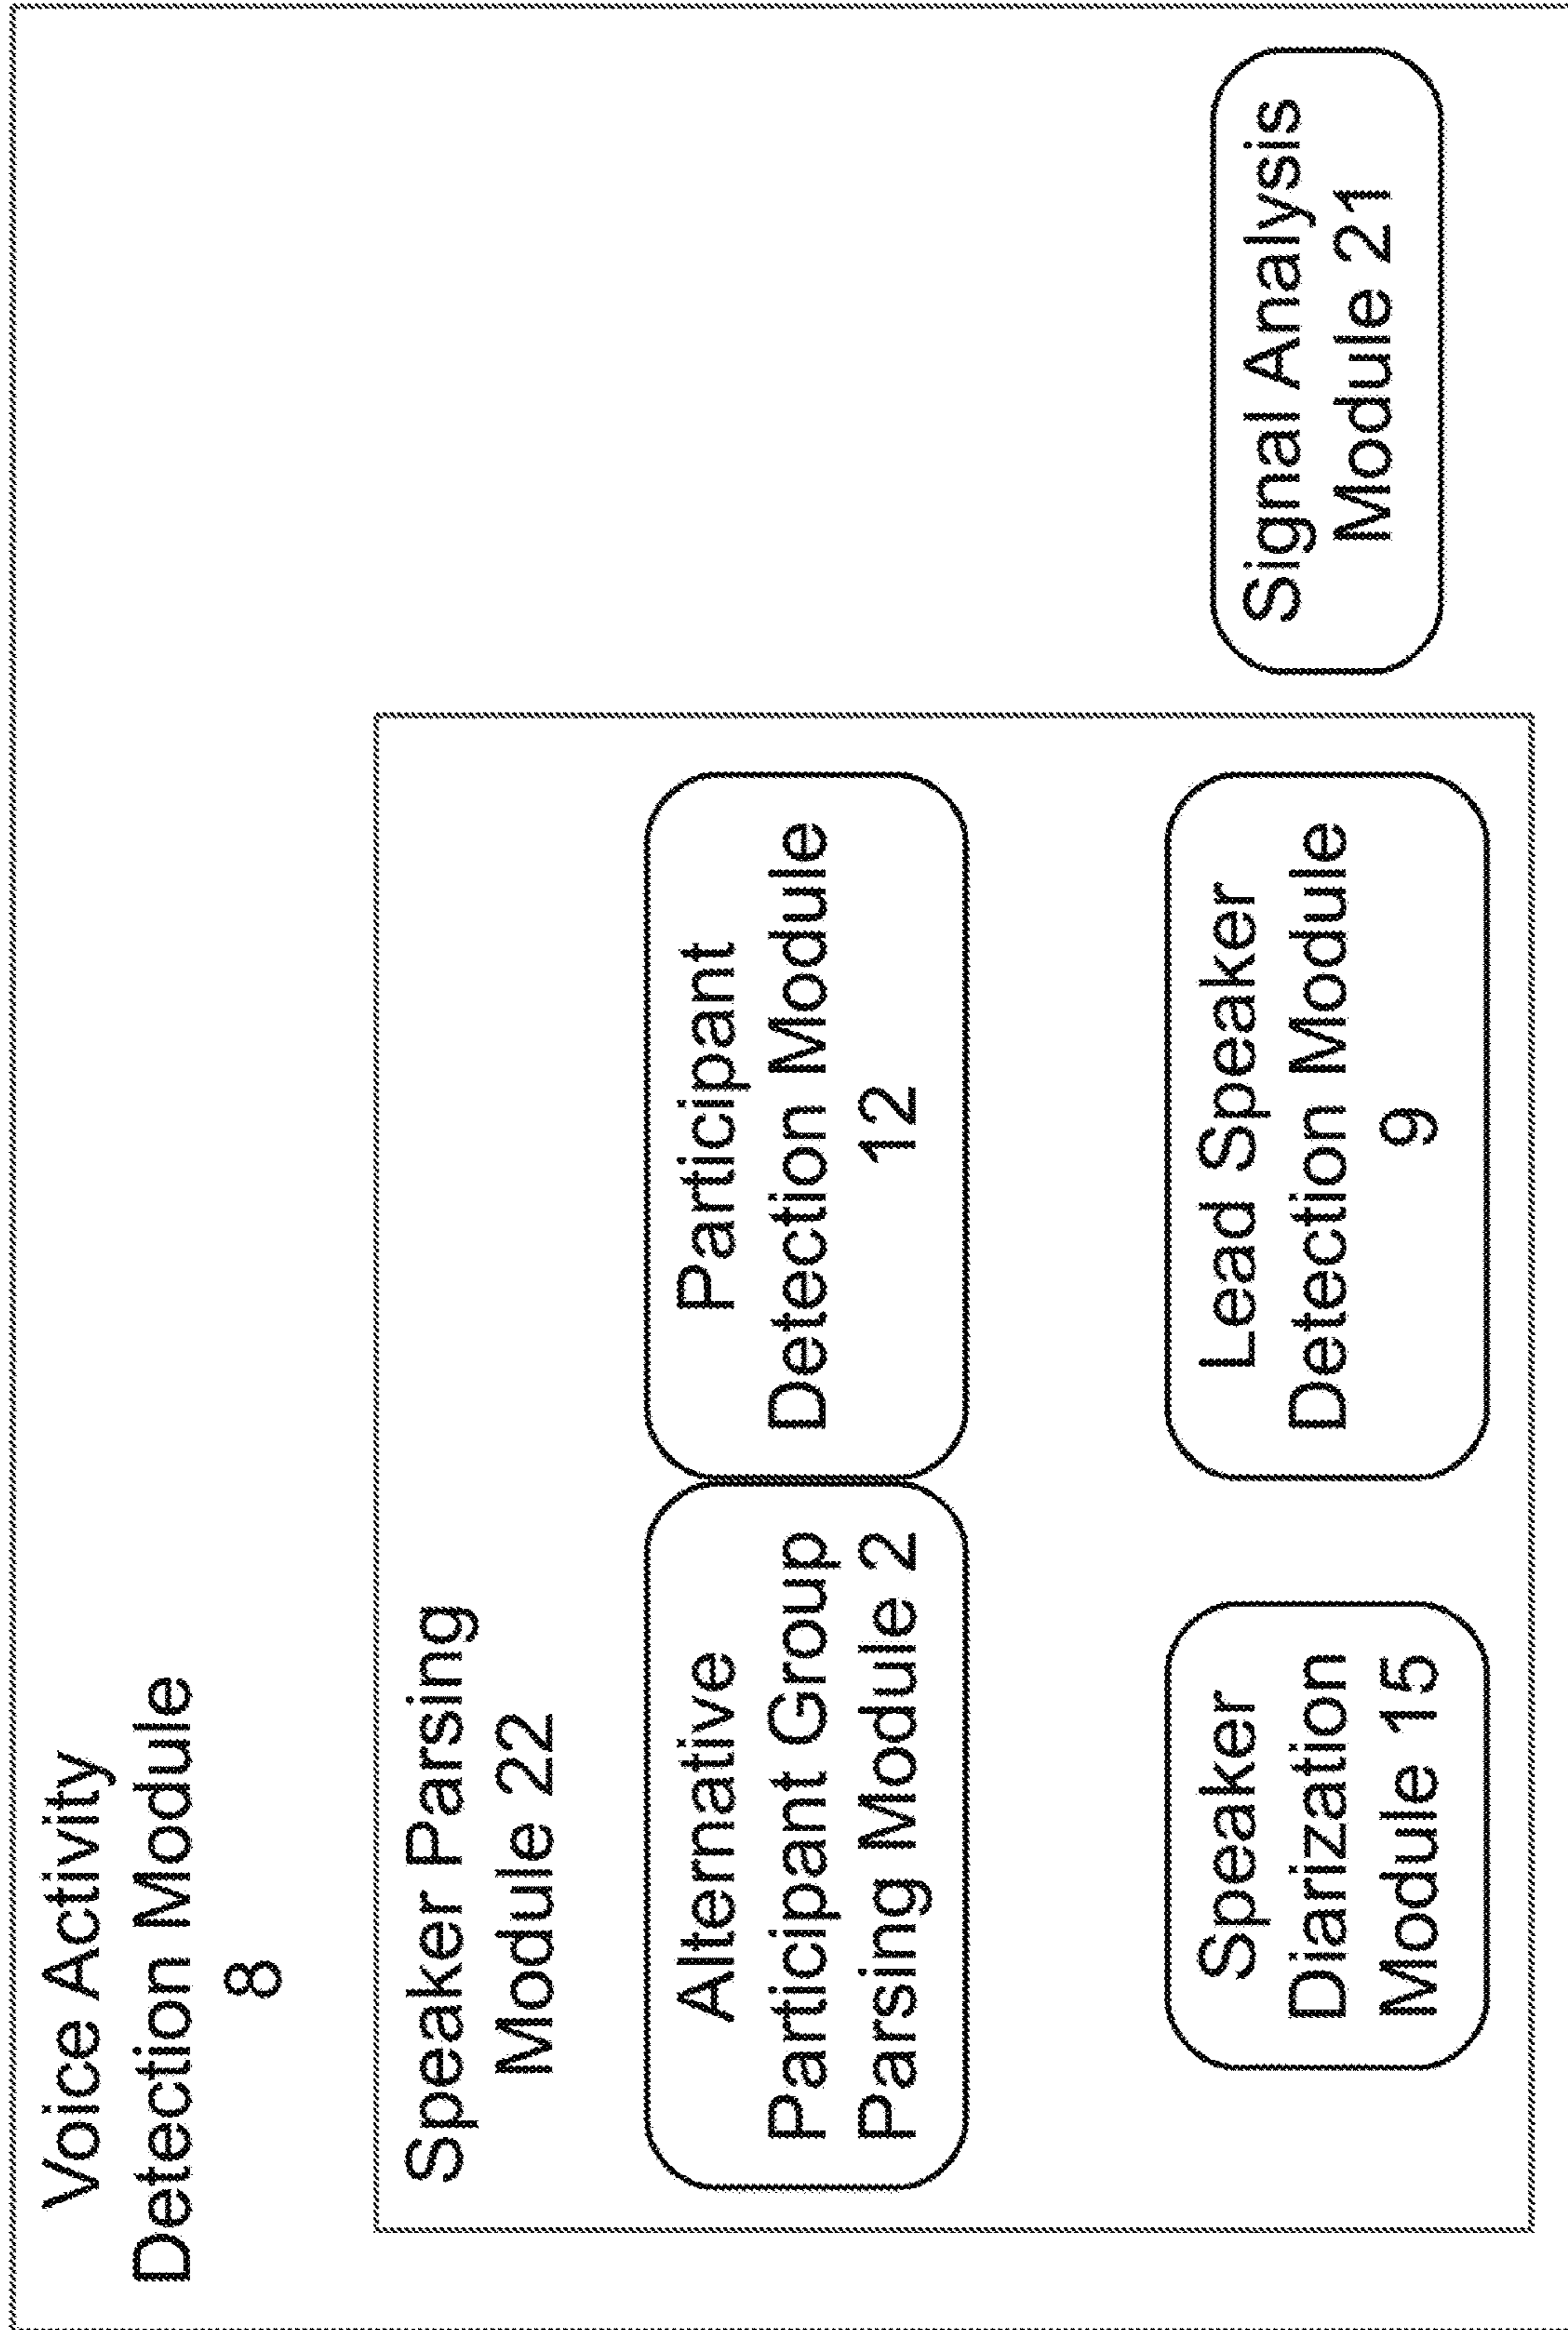 Voice Activity
Detection Module
8
Speaker Parsing
Module 22
Alternative
Participant Group
Parsing Module 2
Participant
Detection Module
12
Speaker
Diarization
Module 15
Lead Speaker
Detection Module
9
Signal Analysis
Module 21